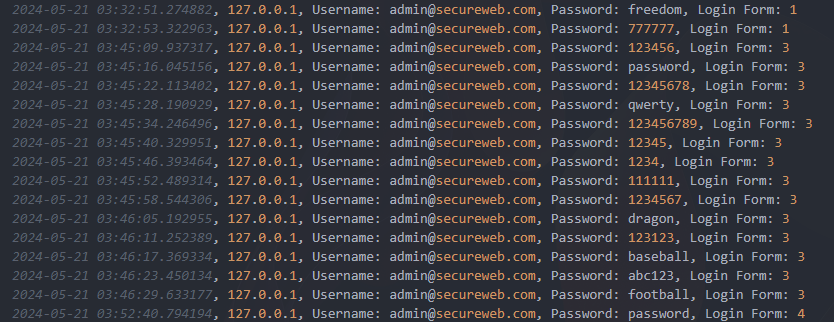 2024-05-21 03:32:51.274882, 127.0.0.1, Username: admin@secureweb.com, Password: freedom, Login Form: 1
2024-05-21 03:32:53.322963, 127.0.0.1, Username: admin@secureweb.com, Password: 777777, Login Form: 1
2024-05-21 03:45:09.937317, 127.0.0.1, Username: admin@secureweb.com, Password: 123456, Login Form: 3
2024-05-21 03:45:16.045156, 127.0.0.1, Username: admin@secureweb.com, Password: password, Login Form: 3
2024-05-21 03:45:22.113402, 127.0.0.1, Username: admin@secureweb.com, Password: 12345678, Login Form: 3
2024-05-21 03:45:28.190929, 127.0.0.1, Username: admin@secureweb.com, Password: qwerty, Login Form: 3
2024-05-21 03:45:34.246496, 127.0.0.1, Username: admin@secureweb.com, Password: 123456789, Login Form: 3
2024-05-21 03:45:40.329951, 127.0.0.1, Username: admin@secureweb.com, Password: 12345, Login Form: 3
2024-05-21 03:45:46.393464, 127.0.0.1, Username: admin@secureweb.com, Password: 1234, Login Form: 3
2024-05-21 03:45:52.489314, 127.0.0.1, Username: admin@secureweb.com, Password: 111111, Login Form: 3
2024-05-21 03:45:58.544306, 127.0.0.1, Username: admin@secureweb.com, Password: 1234567, Login Form: 3
2024-05-21 03:46:05.192955, 127.0.0.1, Username: admin@secureweb.com, Password: dragon, Login Form: 3
2024-05-21 03:46:11.252389, 127.0.0.1, Username: admin@secureweb.com, Password: 123123, Login Form: 3
2024-05-21 03:46:17.369334, 127.0.0.1, Username: admin@secureweb.com, Password: baseball, Login Form: 3
2024-05-21 03:46:23.450134, 127.0.0.1, Username: admin@secureweb.com, Password: abc123, Login Form: 3
2024-05-21 03:46:29.633177, 127.0.0.1, Username: admin@secureweb.com, Password: football, Login Form: 3
2024-05-21 03:52:40.794194, 127.0.0.1, Username: admin@secureweb.com, Password: password, Login Form: 4